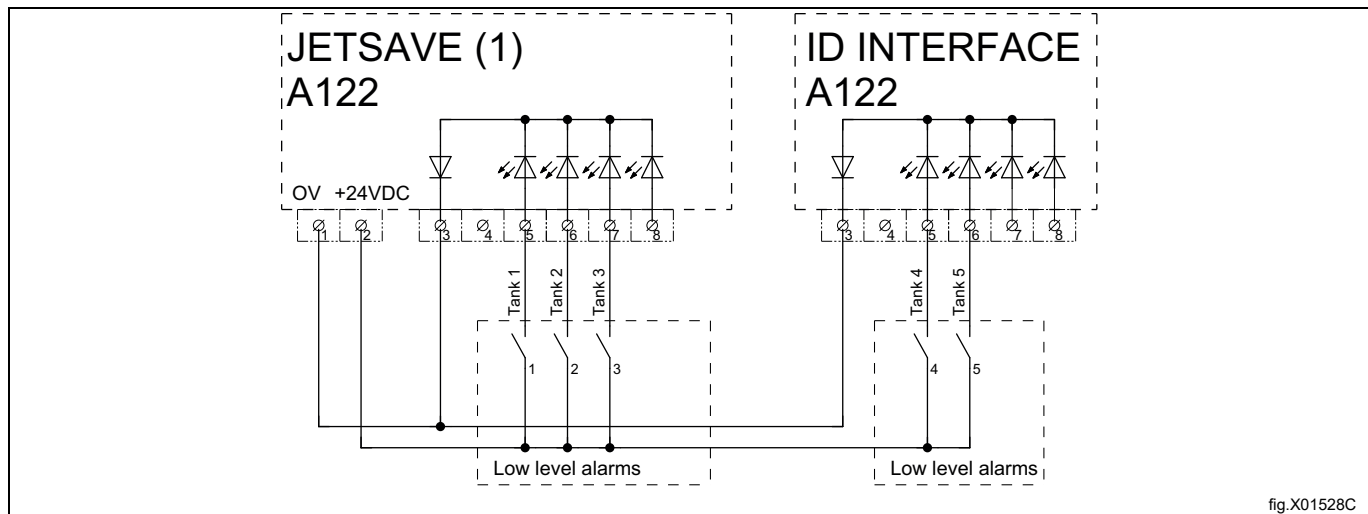 JETSAVE (1)
A122
ID INTERFACE
A122
OV +24VDC
1 2 3 4 5 6 7 8
3 4 5 6 7 8
Tank 1
Tank 2
Tank 3
Tank 4
Tank 5
1 2 3
4 5
Low level alarms
Low level alarms
fig.X01528C